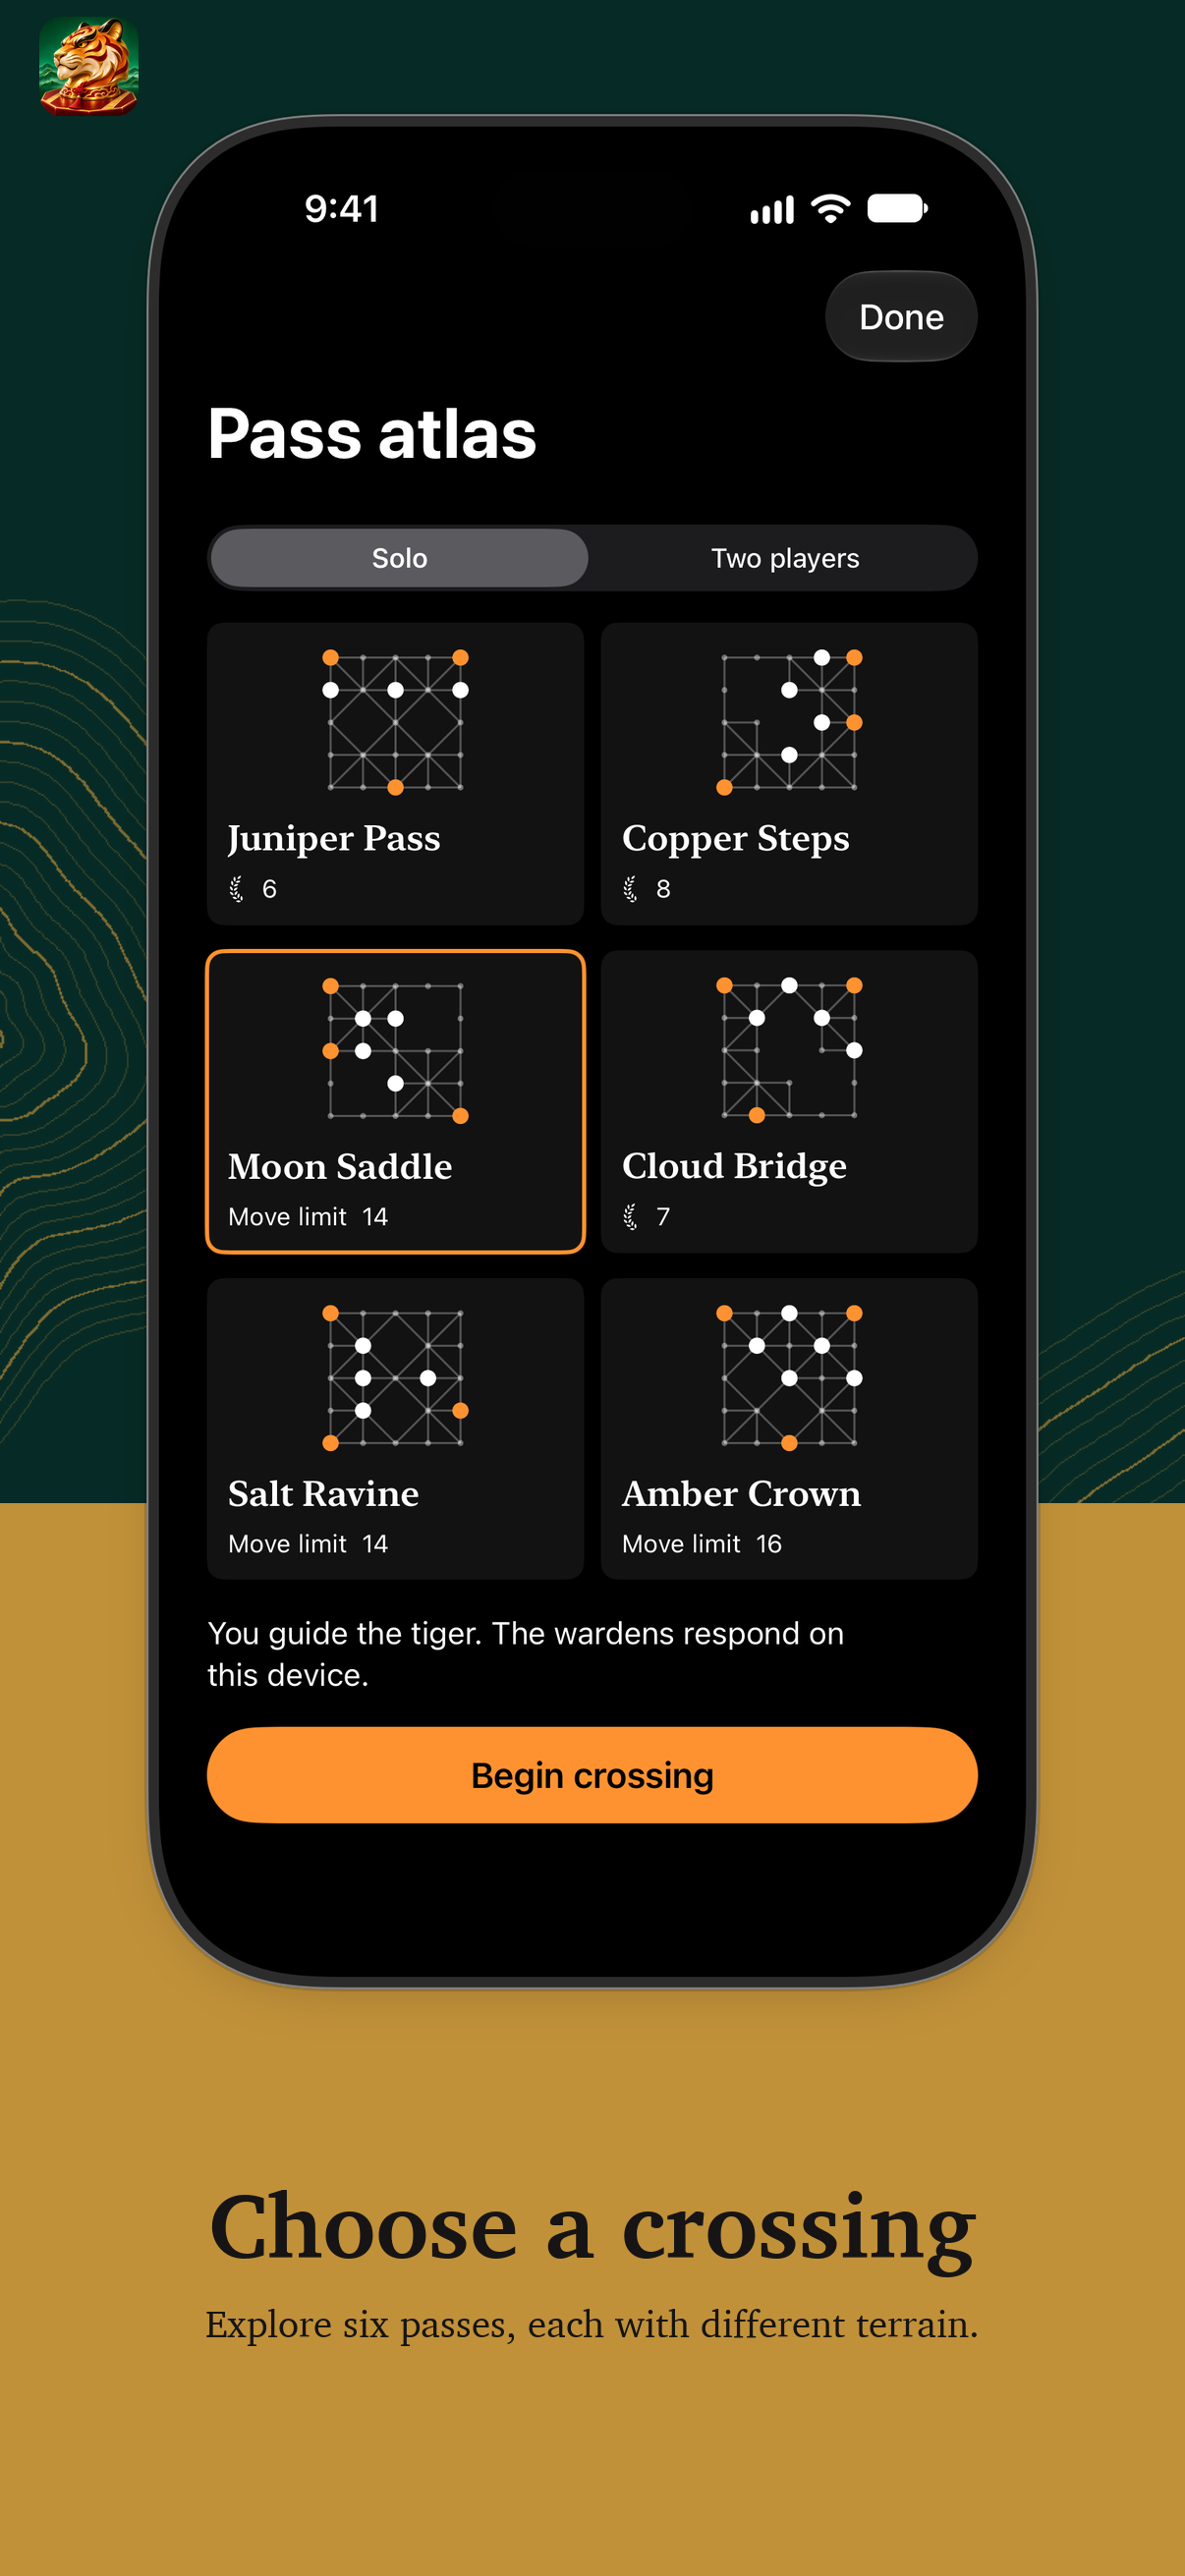 9:41
Done
Pass atlas
Solo
Two players
Juniper Pass
6
Copper Steps
8
Moon Saddle
Move limit 14
Cloud Bridge
7
Salt Ravine
Move limit 14
Amber Crown
Move limit 16
You guide the tiger. The wardens respond on
this device.
Begin crossing
Choose a crossing
Explore six passes, each with different terrain.